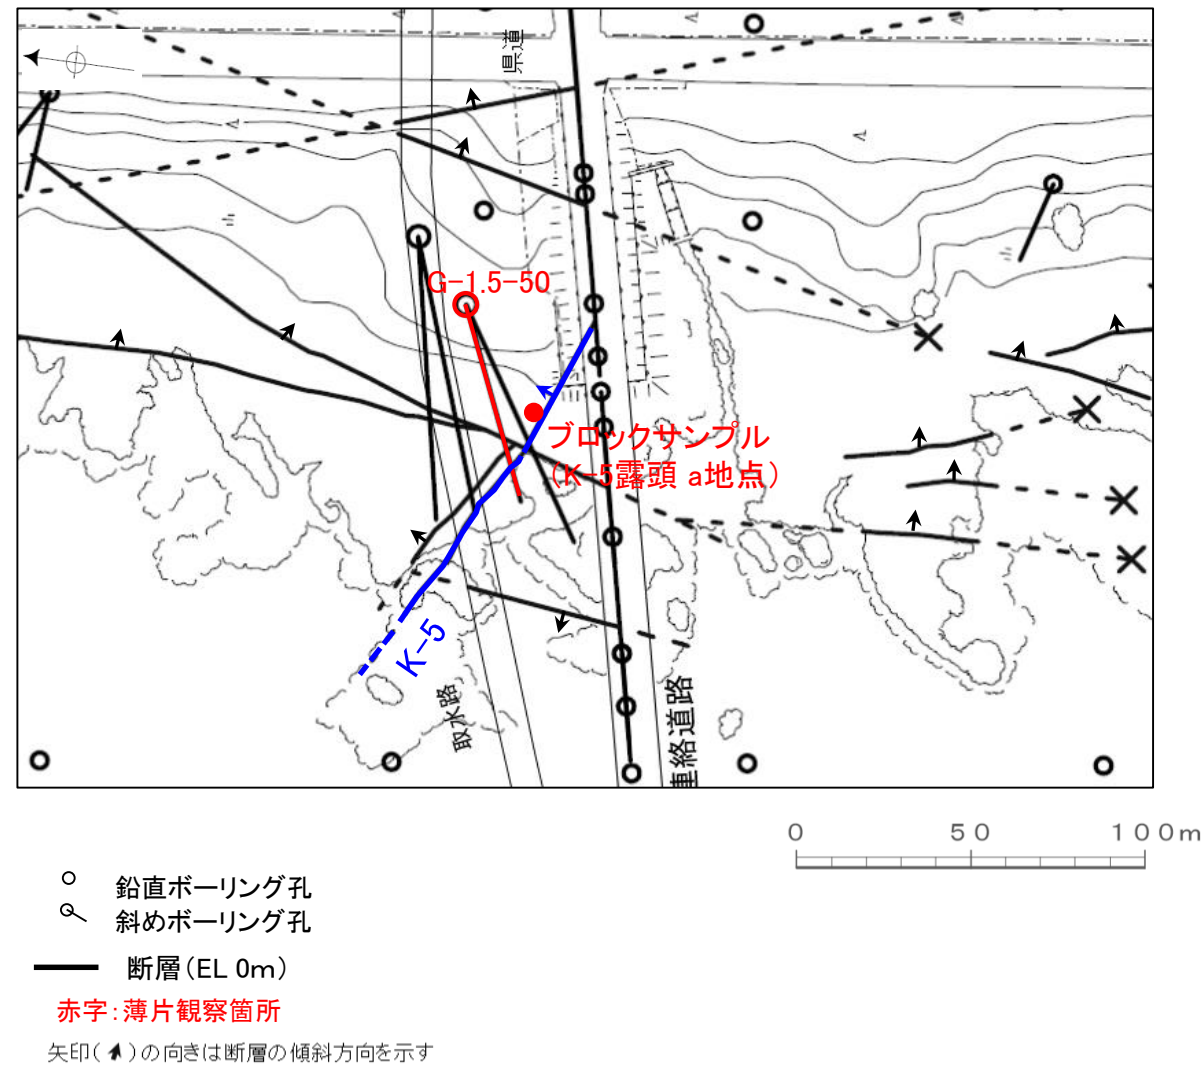 県道
G-1.5-50
ブロックサンプル
（K-5露頭 a地点）
K-5
取水路
連絡道路
0 50 100m
鉛直ボーリング孔
斜めボーリング孔
断層（EL 0m）
赤字：薄片観察箇所
矢印（ ）の向きは断層の傾斜方向を示す